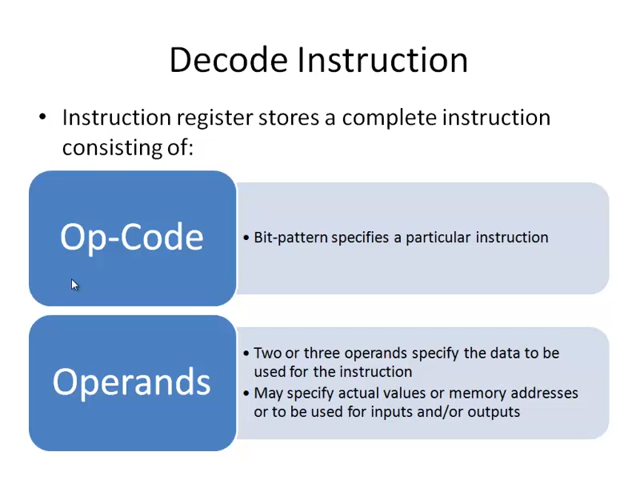 Decode Instruction
• Instruction register stores a complete instruction
consisting of:
Op-Code
• Bit-pattern specifies a particular instruction
Operands
• Two or three operands specify the data to be
used for the instruction
• May specify actual values or memory addresses
or to be used for inputs and/or outputs